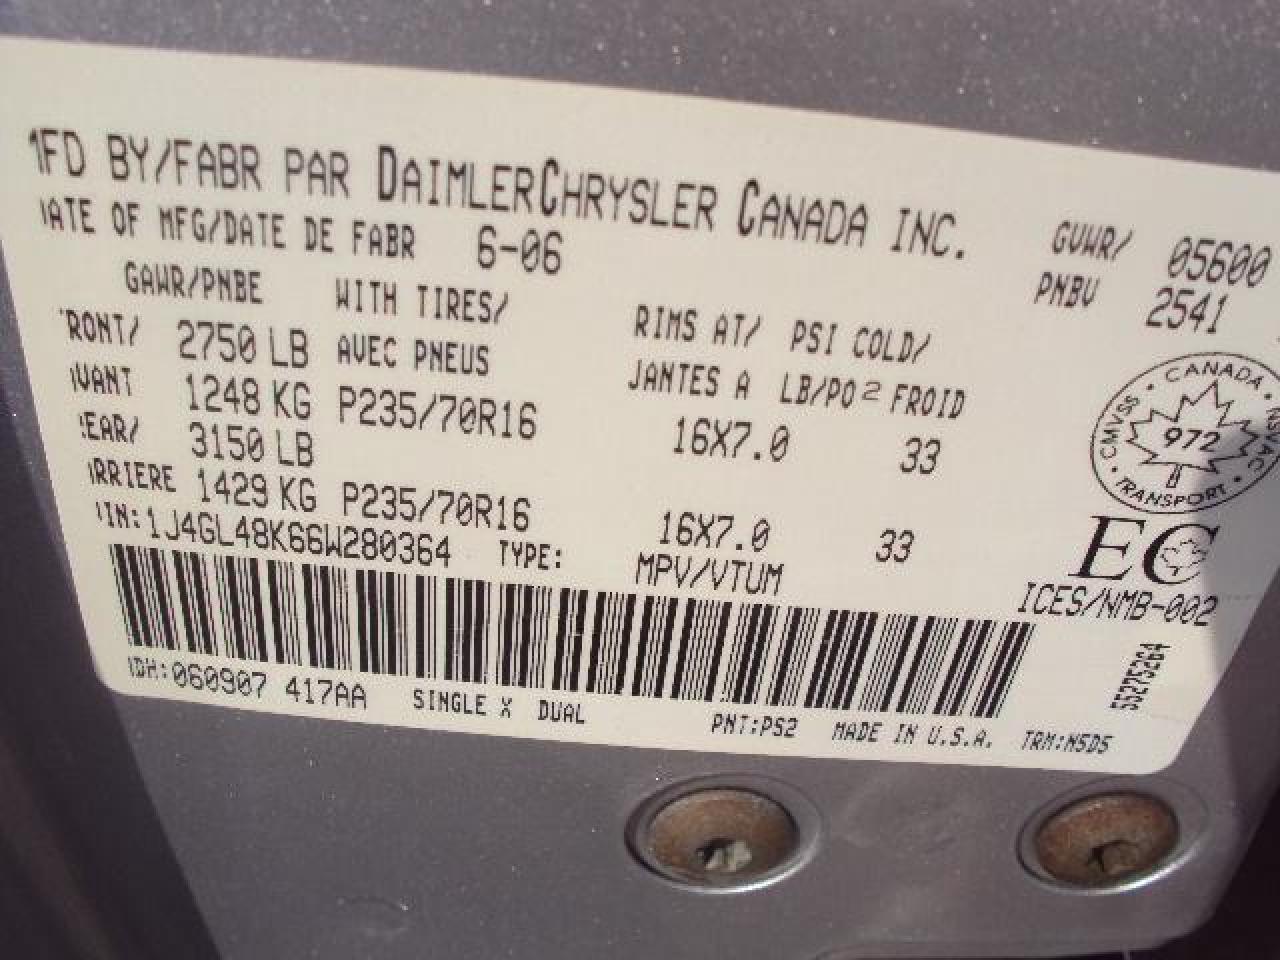 MFD BY/FABR PAR DAIMLERCHRYSLER CANADA INC.
DATE OF MFG/DATE DE FABR 6-06
GVWR/ 05600
PNBV 2541
GAWR/PNBE WITH TIRES/ RIMS AT/ PSI COLD/
FRONT/ 2750 LB AVEC PNEUS JANTES A LB/PO2 FROID
AVANT 1248 KG P235/70R16 16X7.0 33
REAR/ 3150 LB
ARRIERE 1429 KG P235/70R16 16X7.0 33
VIN: 1J4GL48K66W280364 TYPE: MPV/VTUM
CANADA
CMVSS 972 NSVAC
TRANSPORT
EC
ICES/NMB-002
55275264
MDH:060907 417AA SINGLE X DUAL PNT:PS2 MADE IN U.S.A. TRM:N5D5